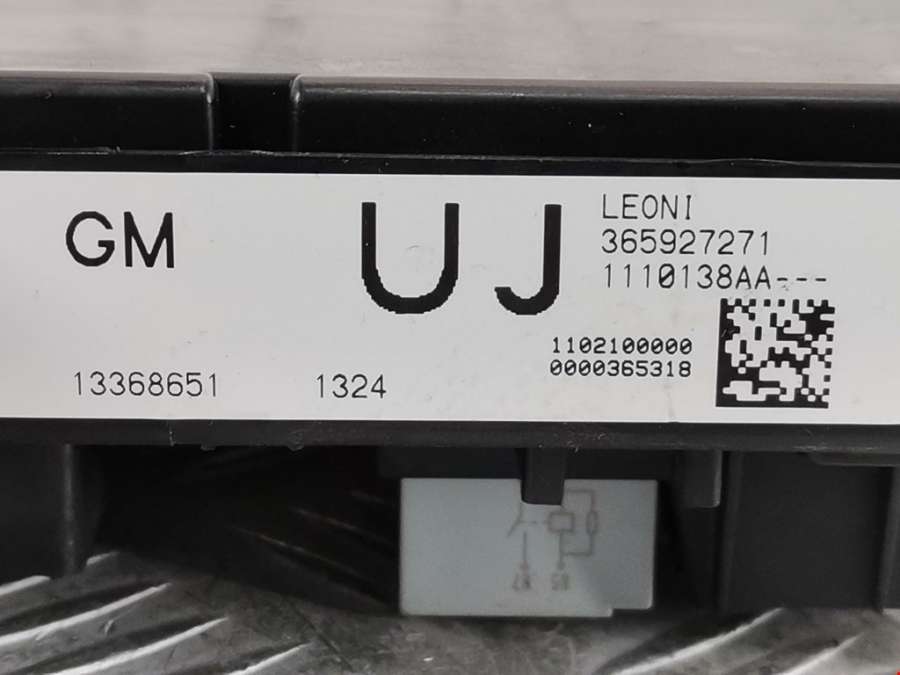 GM
UJ
LEONI
365927271
1110138AA---
1102100000
0000365318
13368651
1324